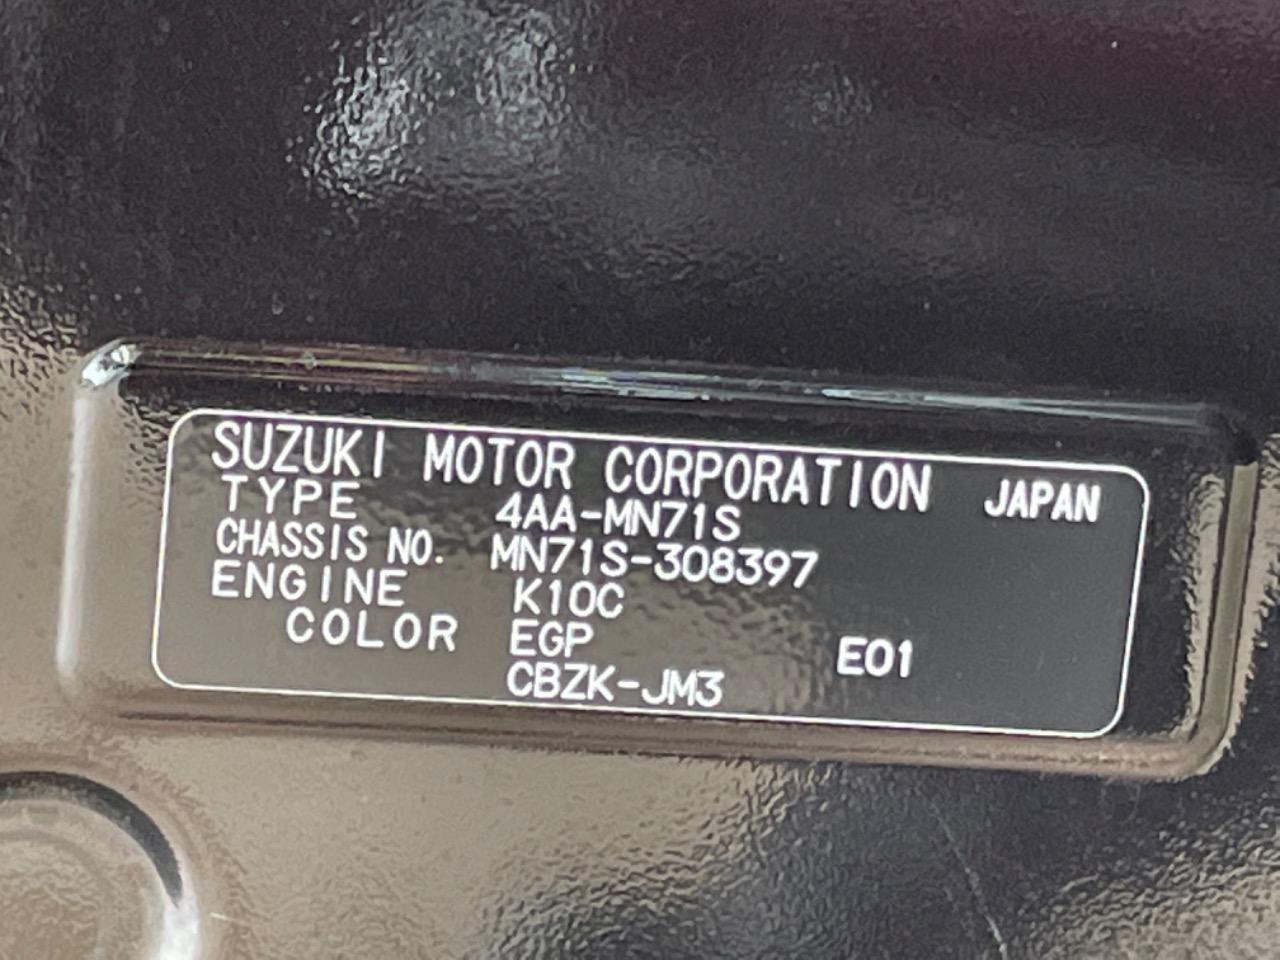 SUZUKI MOTOR CORPORATION JAPAN
TYPE 4AA-MN71S
CHASSIS NO. MN71S-308397
ENGINE K10C
COLOR EGP E01
CBZK-JM3